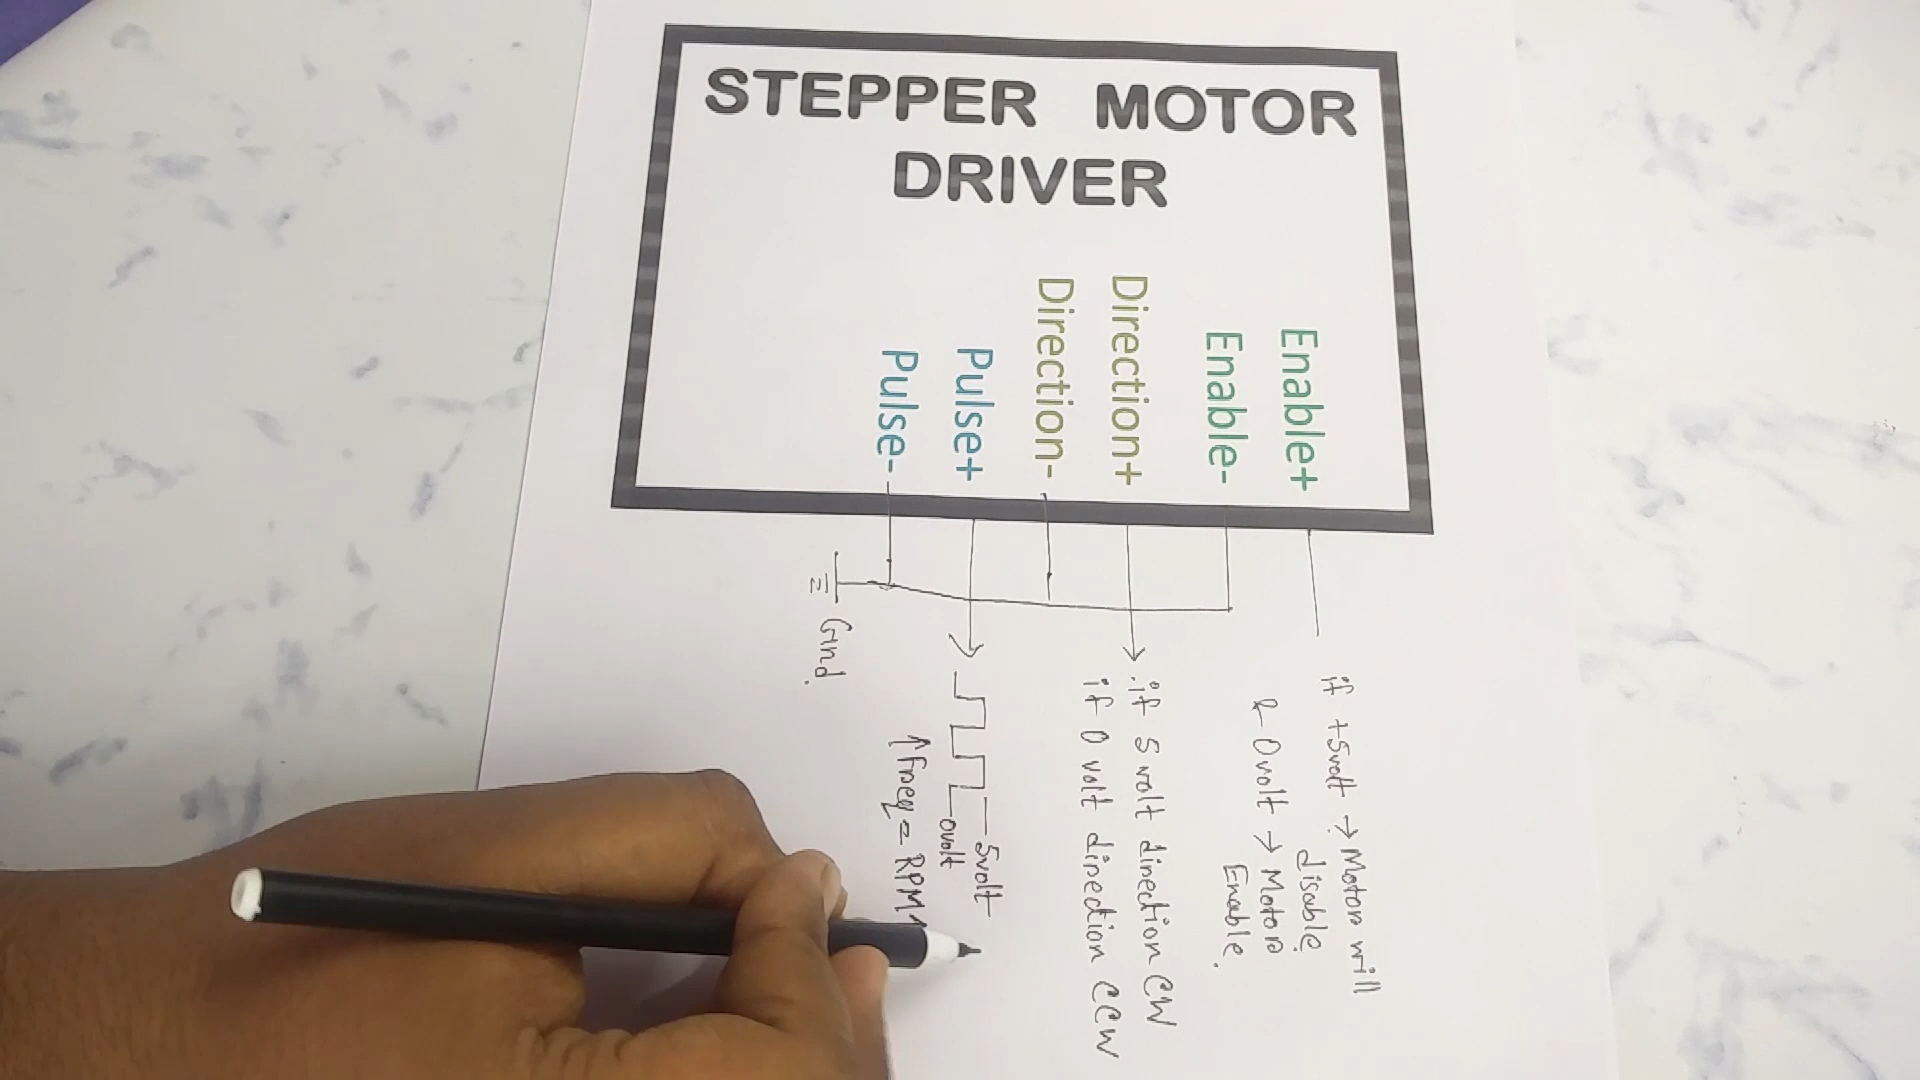 STEPPER MOTOR
DRIVER
Enable+
Enable-
Direction+
Direction-
Pulse+
Pulse-
if +5volt → Motor will
disable
& 0volt → Motor
Enable.
if 5 volt direction CW
if 0 volt direction CCW
5volt
0volt
↑ freq = RPM↑
Grnd.